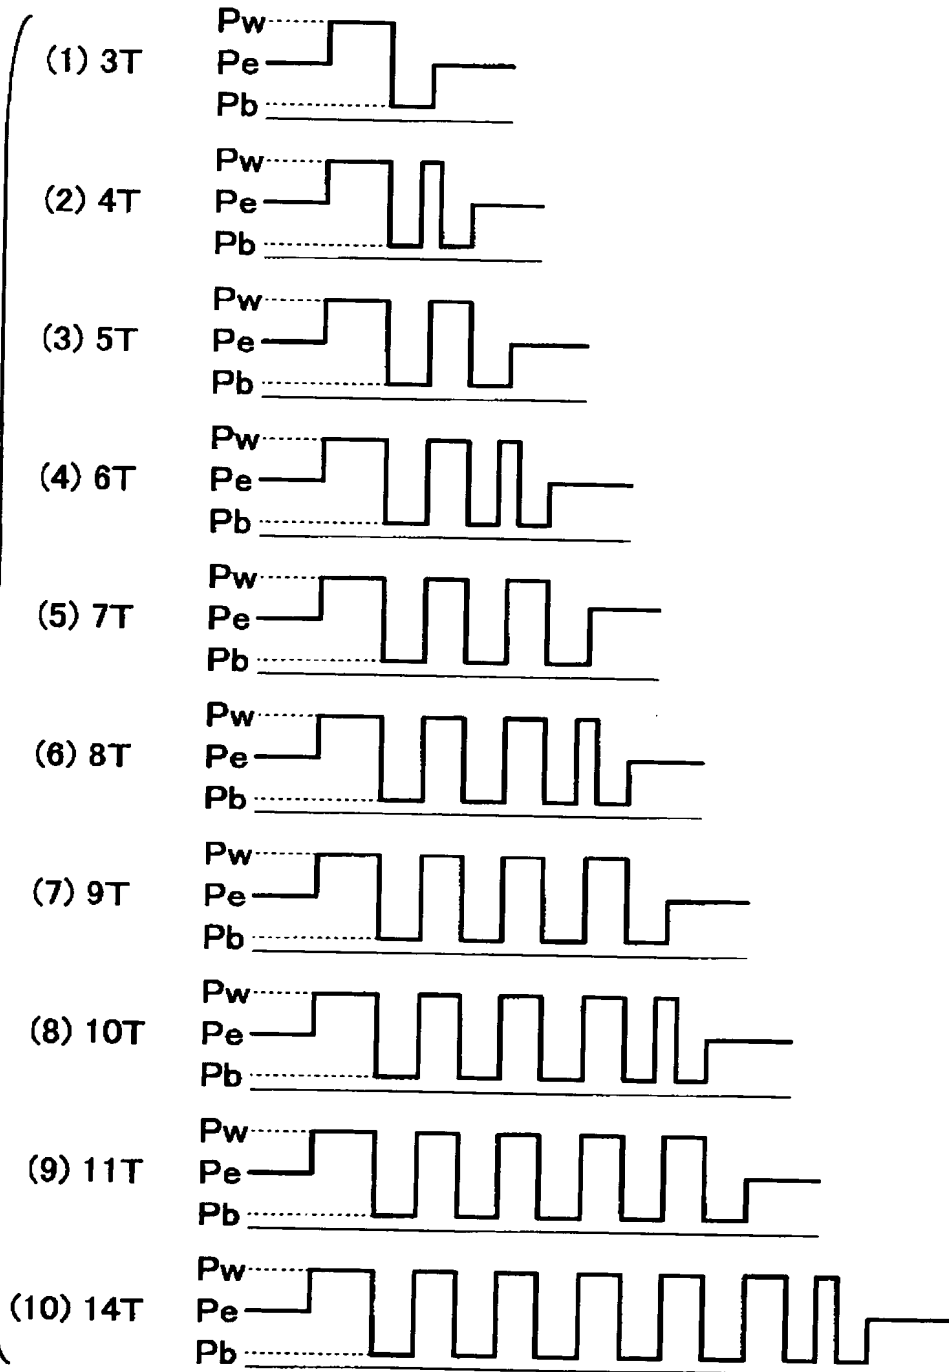 Pw
(1) 3T Pe
Pb
Pw
(2) 4T Pe
Pb
Pw
(3) 5T Pe
Pb
Pw
(4) 6T Pe
Pb
Pw
(5) 7T Pe
Pb
Pw
(6) 8T Pe
Pb
Pw
(7) 9T Pe
Pb
Pw
(8) 10T Pe
Pb
Pw
(9) 11T Pe
Pb
Pw
(10) 14T Pe
Pb